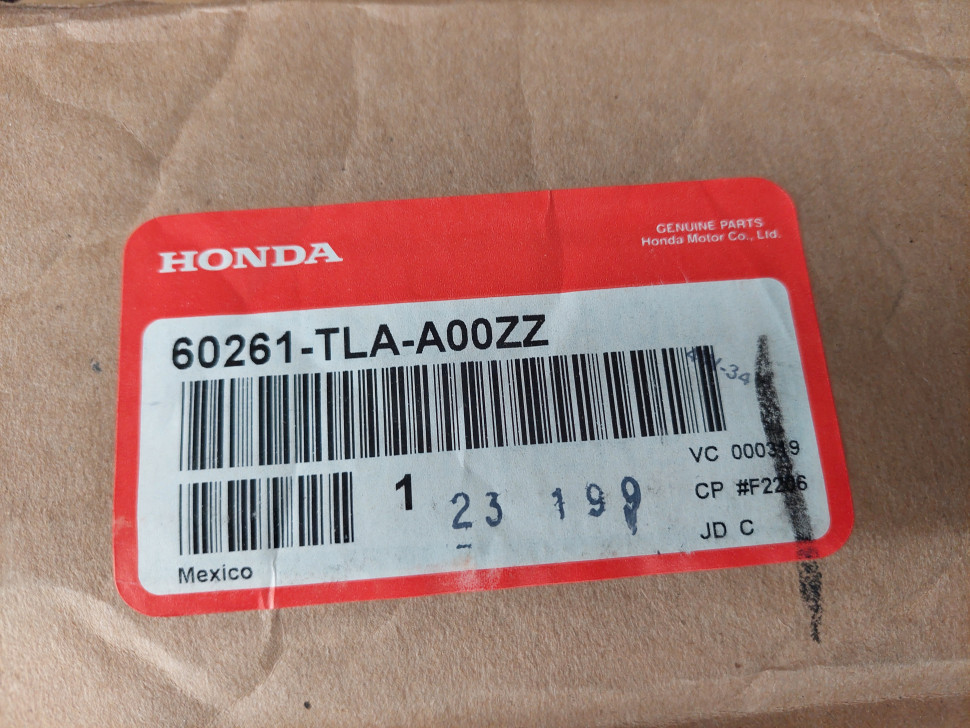 HONDA
GENUINE PARTS
Honda Motor Co., Ltd.
60261-TLA-A00ZZ
-34
VC 000319
1
23 199
CP #F2206
JD C
Mexico